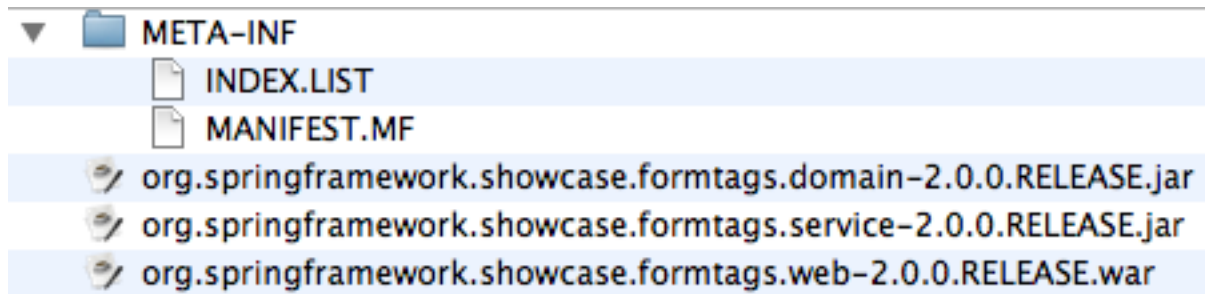 META-INF
INDEX.LIST
MANIFEST.MF
org.springframework.showcase.formtags.domain-2.0.0.RELEASE.jar
org.springframework.showcase.formtags.service-2.0.0.RELEASE.jar
org.springframework.showcase.formtags.web-2.0.0.RELEASE.war